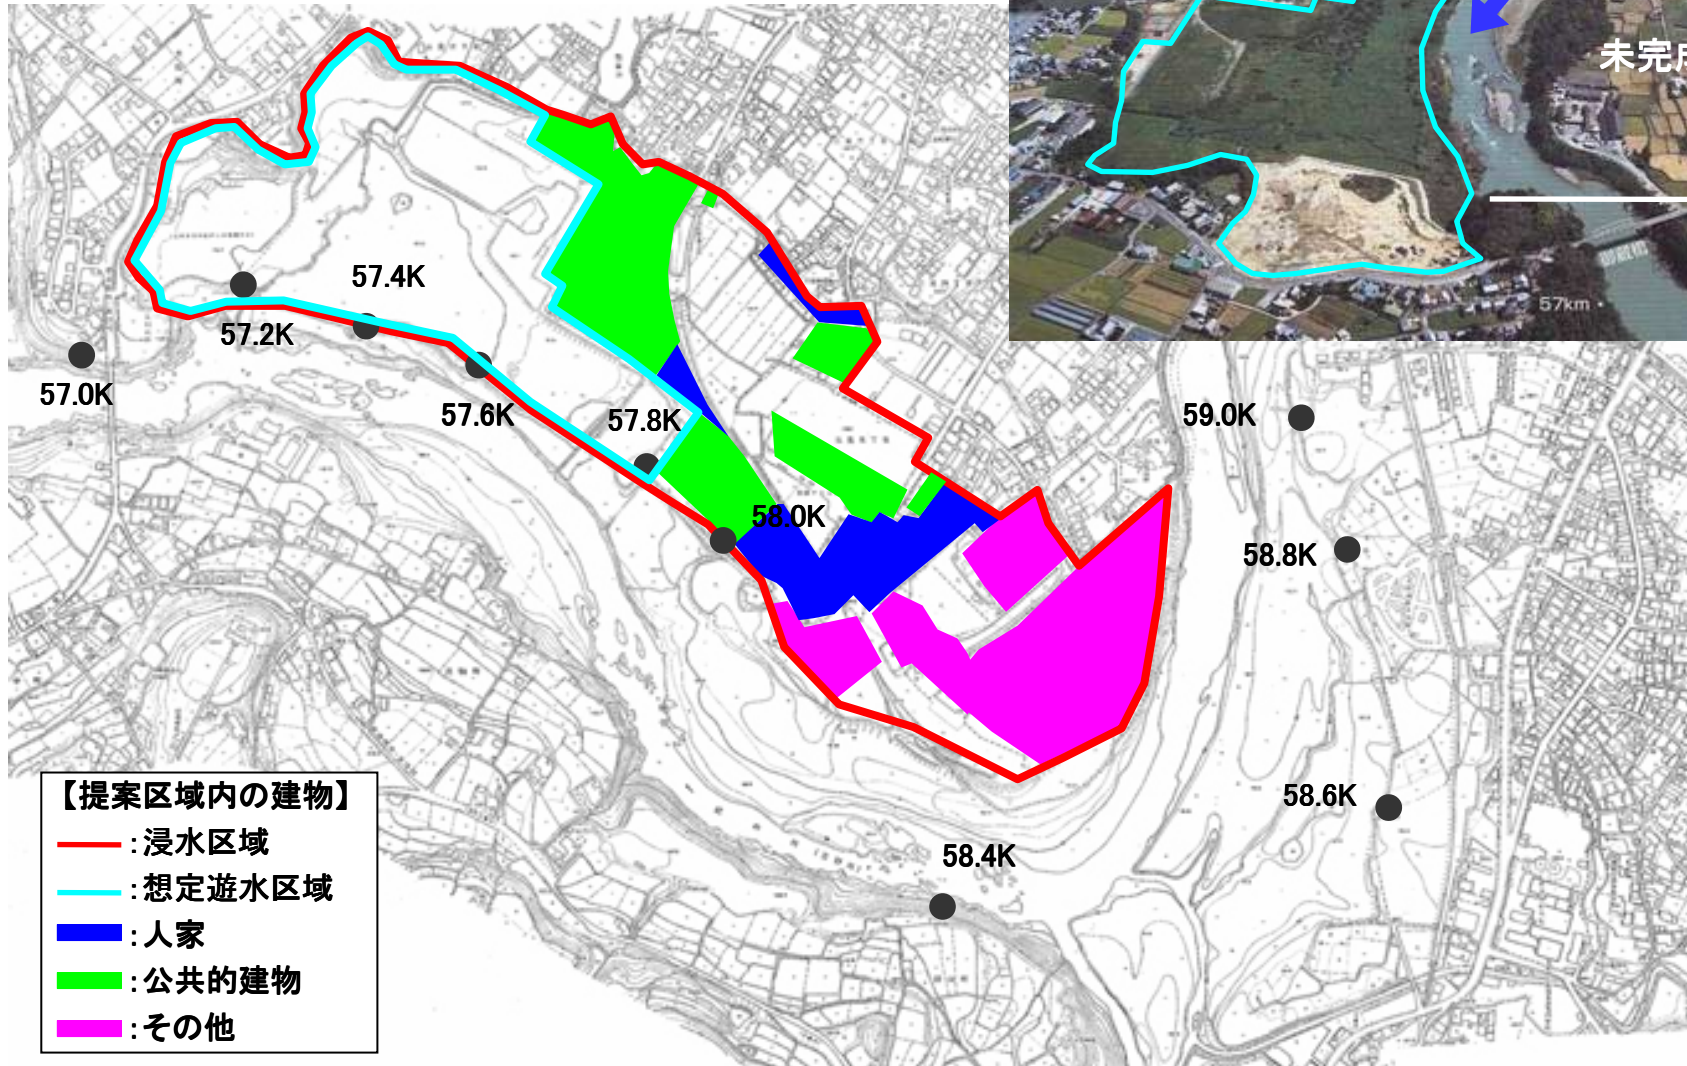 未完
57km
57.4K
57.2K
57.0K
57.6K
57.8K
58.0K
59.0K
58.8K
58.6K
58.4K
【提案区域内の建物】
：浸水区域
：想定遊水区域
：人家
：公共的建物
：その他